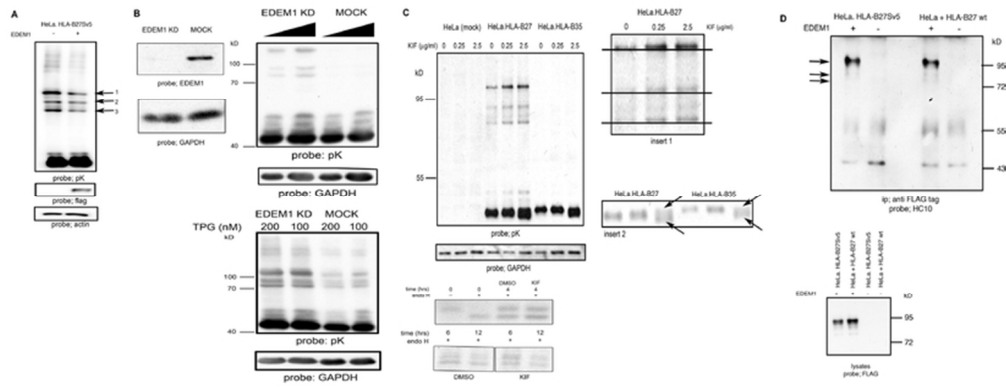 A
HeLa. HLA-B27Sv5
EDEM1 - +
1
2
3
probe; pK
probe; flag
probe; actin
B
EDEM1 KD MOCK
probe; EDEM1
probe; GAPDH
EDEM1 KD MOCK
kD
100
70
40
probe: pK
probe: GAPDH
EDEM1 KD MOCK
TPG (nM) 200 100 200 100
kD
100
70
40
probe: pK
probe: GAPDH
C
HeLa (mock) HeLa.HLA-B27 HeLa.HLA-B35
KIF (µg/ml) 0 0.25 2.5 0 0.25 2.5 0 0.25 2.5
kD
95
55
probe; pK
probe; GAPDH
DMSO KIF
time (hrs) 0 0 4 4
endo H - + + +
time (hrs) 6 12 6 12
endo H + + + +
DMSO KIF
HeLa.HLA-B27
0 0.25 2.5 KIF (µg/ml)
insert 1
HeLa.HLA-B27 HeLa.HLA-B35
insert 2
D
HeLa. HLA-B27Sv5 HeLa + HLA-B27 wt
EDEM1 + - + -
kD
95
72
55
43
ip; anti FLAG tag
probe; HC10
HeLa. HLA-B27Sv5
HeLa + HLA-B27 wt
HeLa. HLA-B27Sv5
HeLa + HLA-B27 wt
EDEM1 + + - -
kD
95
72
lysates
probe; FLAG